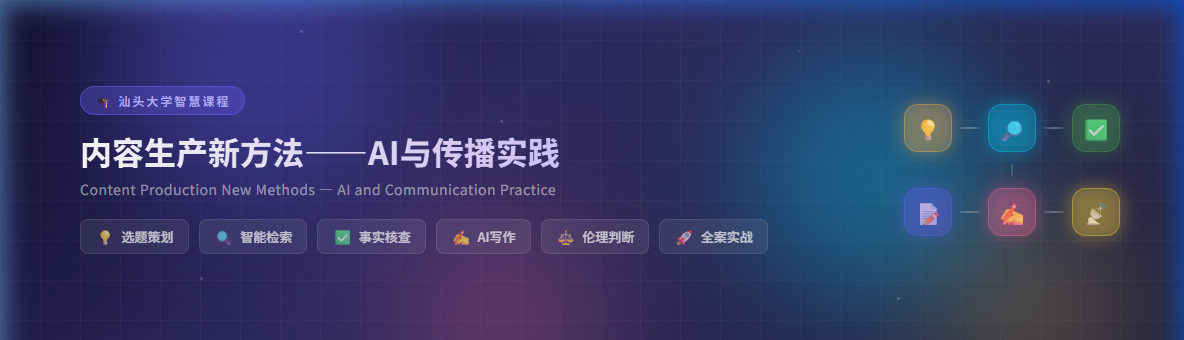 汕头大学智慧课程
内容生产新方法——AI与传播实践
Content Production New Methods — AI and Communication Practice
选题策划 智能检索 事实核查 AI写作 伦理判断 全案实战